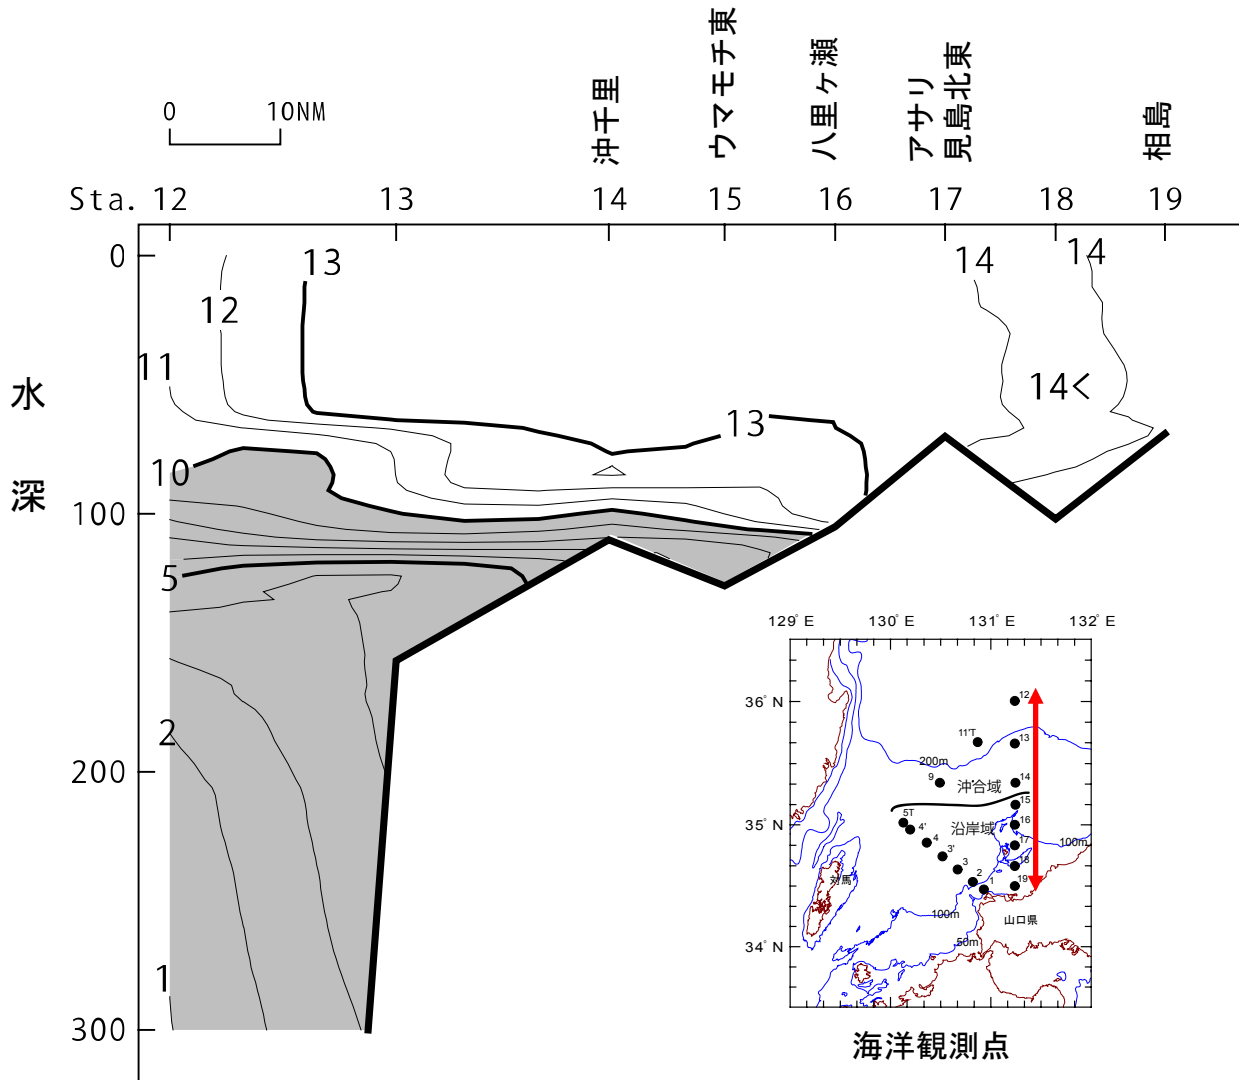 0 10NM
沖千里
ウマモチ東
八里ヶ瀬
アサリ
見島北東
相島
Sta. 12 13 14 15 16 17 18 19
水深
0
100
200
300
13
12
11
10
5
2
1
13
14
14
14<
129°E 130°E 131°E 132°E
36°N
35°N
34°N
12
11'T
13
200m
9
14
沖合域
15
5T
4'
沿岸域
16
4
17
100m
3'
18
3
2
1
19
対馬
100m
山口県
50m
海洋観測点